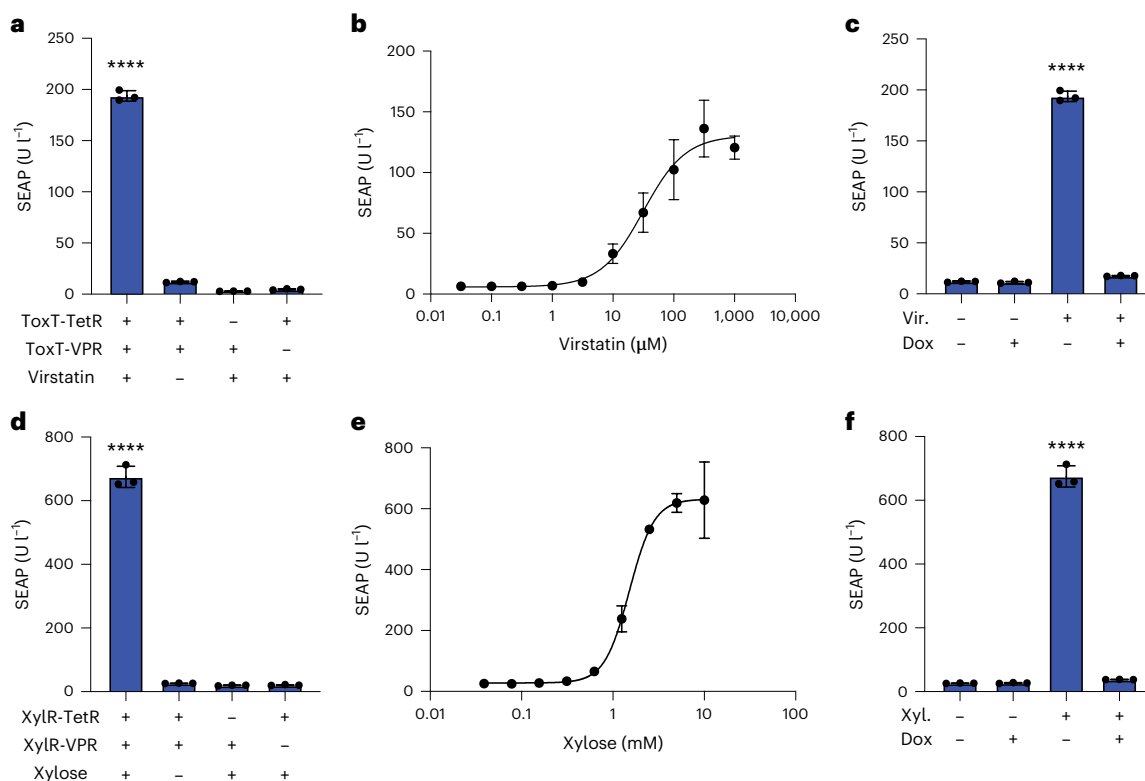 a
250
200
150
100
50
0
SEAP (U l⁻¹)
****
ToxT-TetR + + – +
ToxT-VPR + + + –
Virstatin + – + +
b
200
150
100
50
0
SEAP (U l⁻¹)
0.01 0.1 1 10 100 1,000 10,000
Virstatin (µM)
c
250
200
150
100
50
0
SEAP (U l⁻¹)
****
Vir. – – + +
Dox – + – +
d
800
600
400
200
0
SEAP (U l⁻¹)
****
XylR-TetR + + – +
XylR-VPR + + + –
Xylose + – + +
e
800
600
400
200
0
SEAP (U l⁻¹)
0.01 0.1 1 10 100
Xylose (mM)
f
800
600
400
200
0
SEAP (U l⁻¹)
****
Xyl. – – + +
Dox – + – +